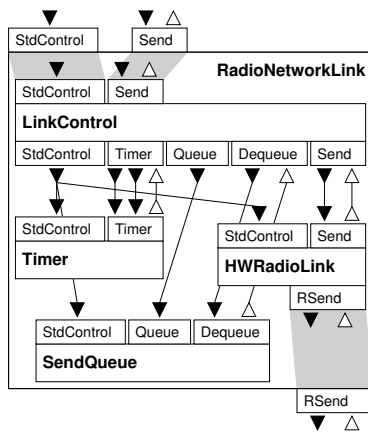 StdControl Send
RadioNetworkLink
StdControl Send
LinkControl
StdControl Timer Queue Dequeue Send
StdControl Timer
Timer
StdControl Send
HWRadioLink
RSend
StdControl Queue Dequeue
SendQueue
RSend